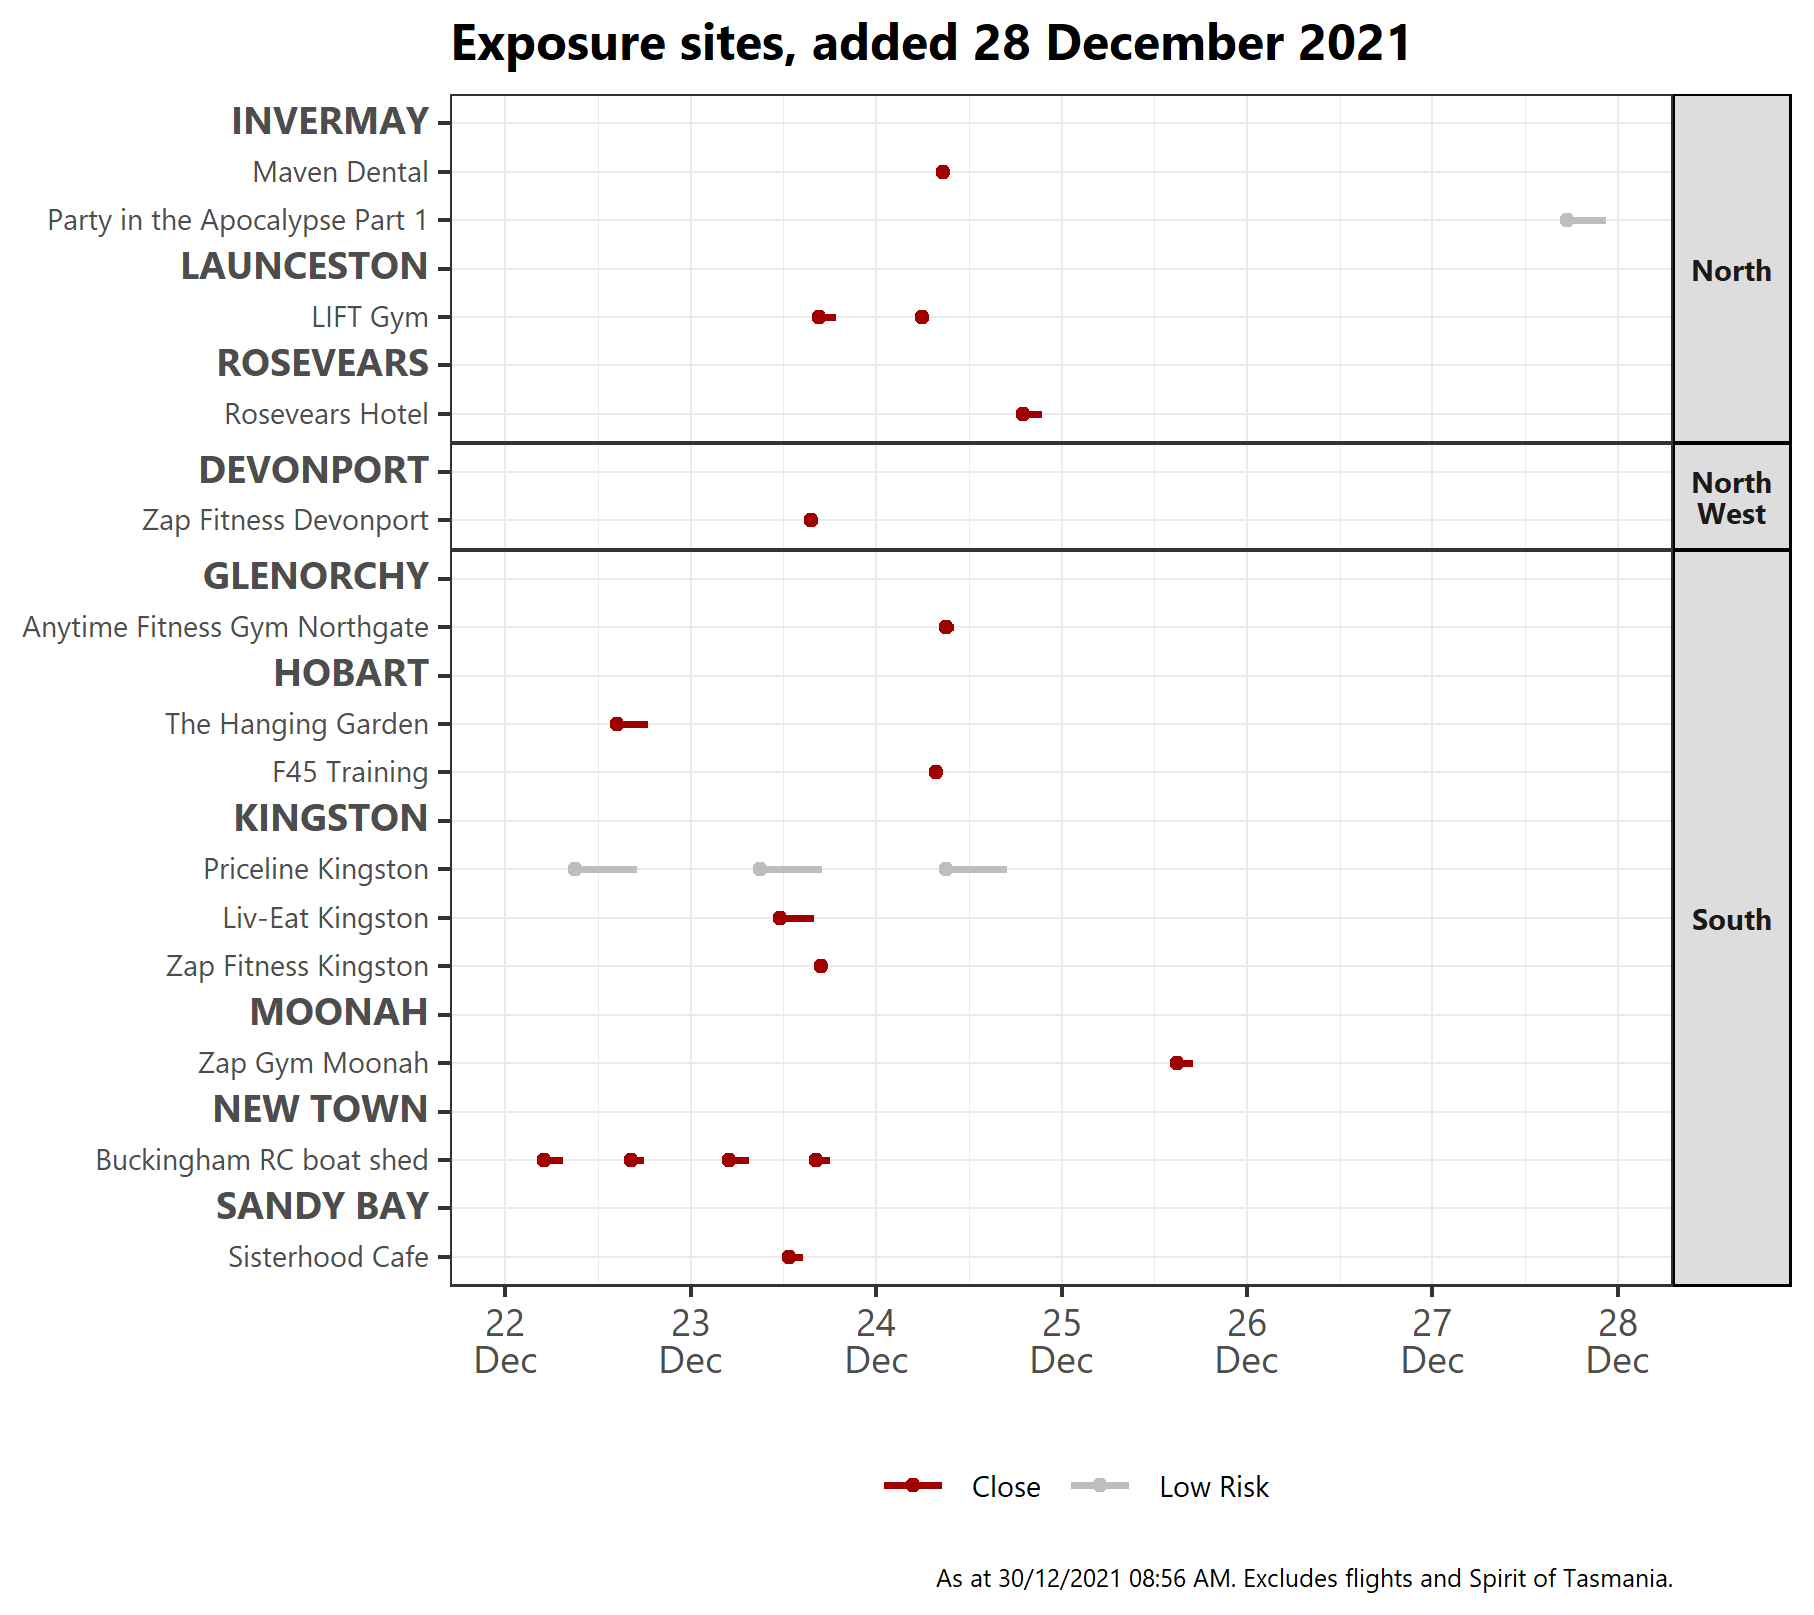 Exposure sites, added 28 December 2021
INVERMAY
Maven Dental
Party in the Apocalypse Part 1
LAUNCESTON
LIFT Gym
ROSEVEARS
Rosevears Hotel
North
DEVONPORT
Zap Fitness Devonport
North
West
GLENORCHY
Anytime Fitness Gym Northgate
HOBART
The Hanging Garden
F45 Training
KINGSTON
Priceline Kingston
Liv-Eat Kingston
Zap Fitness Kingston
MOONAH
Zap Gym Moonah
NEW TOWN
Buckingham RC boat shed
SANDY BAY
Sisterhood Cafe
South
22 23 24 25 26 27 28
Dec Dec Dec Dec Dec Dec Dec
Close Low Risk
As at 30/12/2021 08:56 AM. Excludes flights and Spirit of Tasmania.